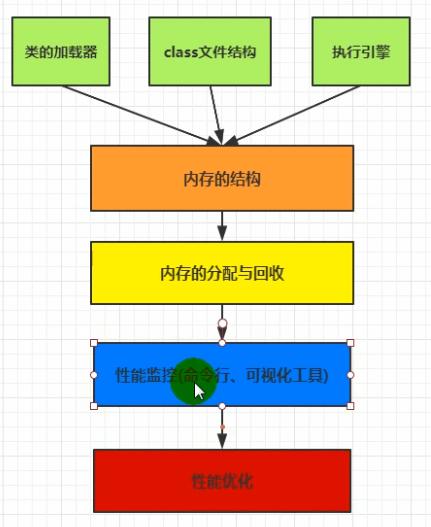 类的加载器
class文件结构
执行引擎
内存的结构
内存的分配与回收
性能监控(命令行、可视化工具)
性能优化